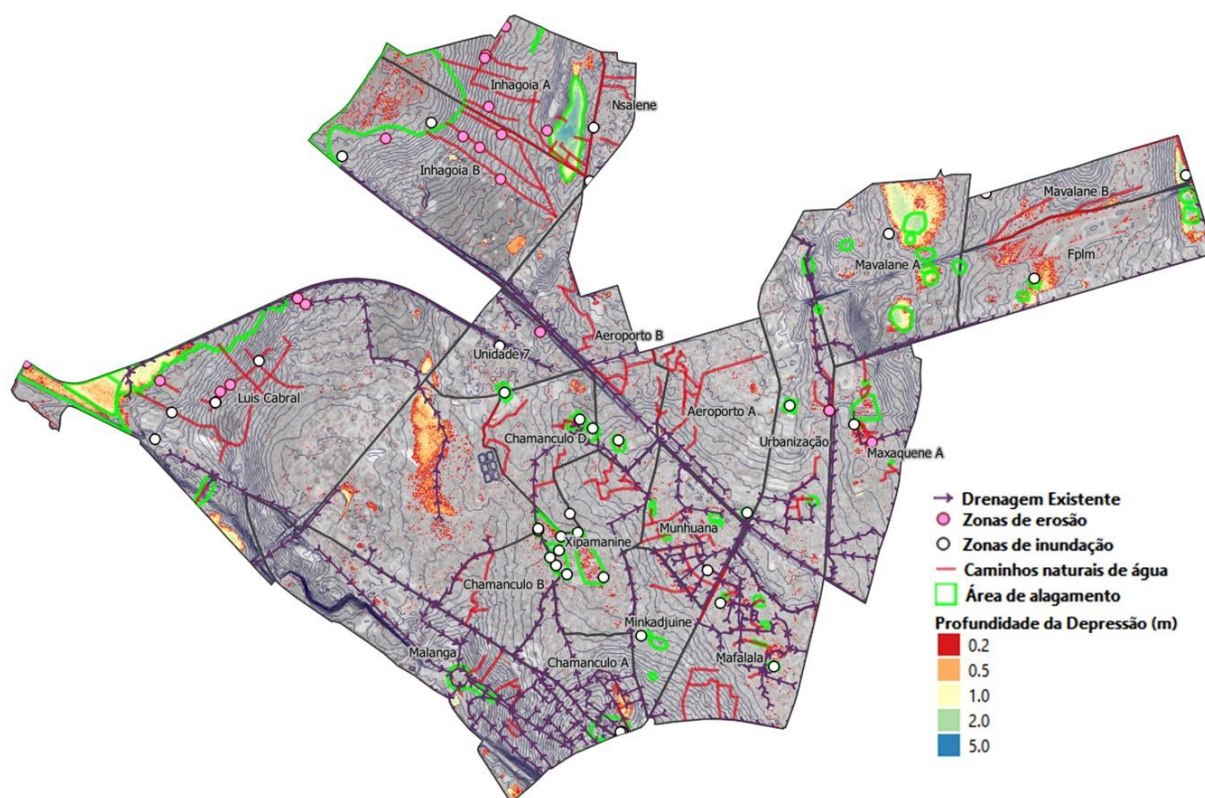 Inhagoia A
Nsalene
Inhagoia B
Mavalane B
Mavalane A
Fplm
Aeroporto B
Unidade 7
Luis Cabral
Aeroporto A
Chamanculo D
Urbanização
Maxaquene A
Munhuana
Xipamanine
Chamanculo B
Minkadjuine
Malanga
Chamanculo A
Mafalala
Drenagem Existente
Zonas de erosão
Zonas de inundação
Caminhos naturais de água
Área de alagamento
Profundidade da Depressão (m)
0.2
0.5
1.0
2.0
5.0